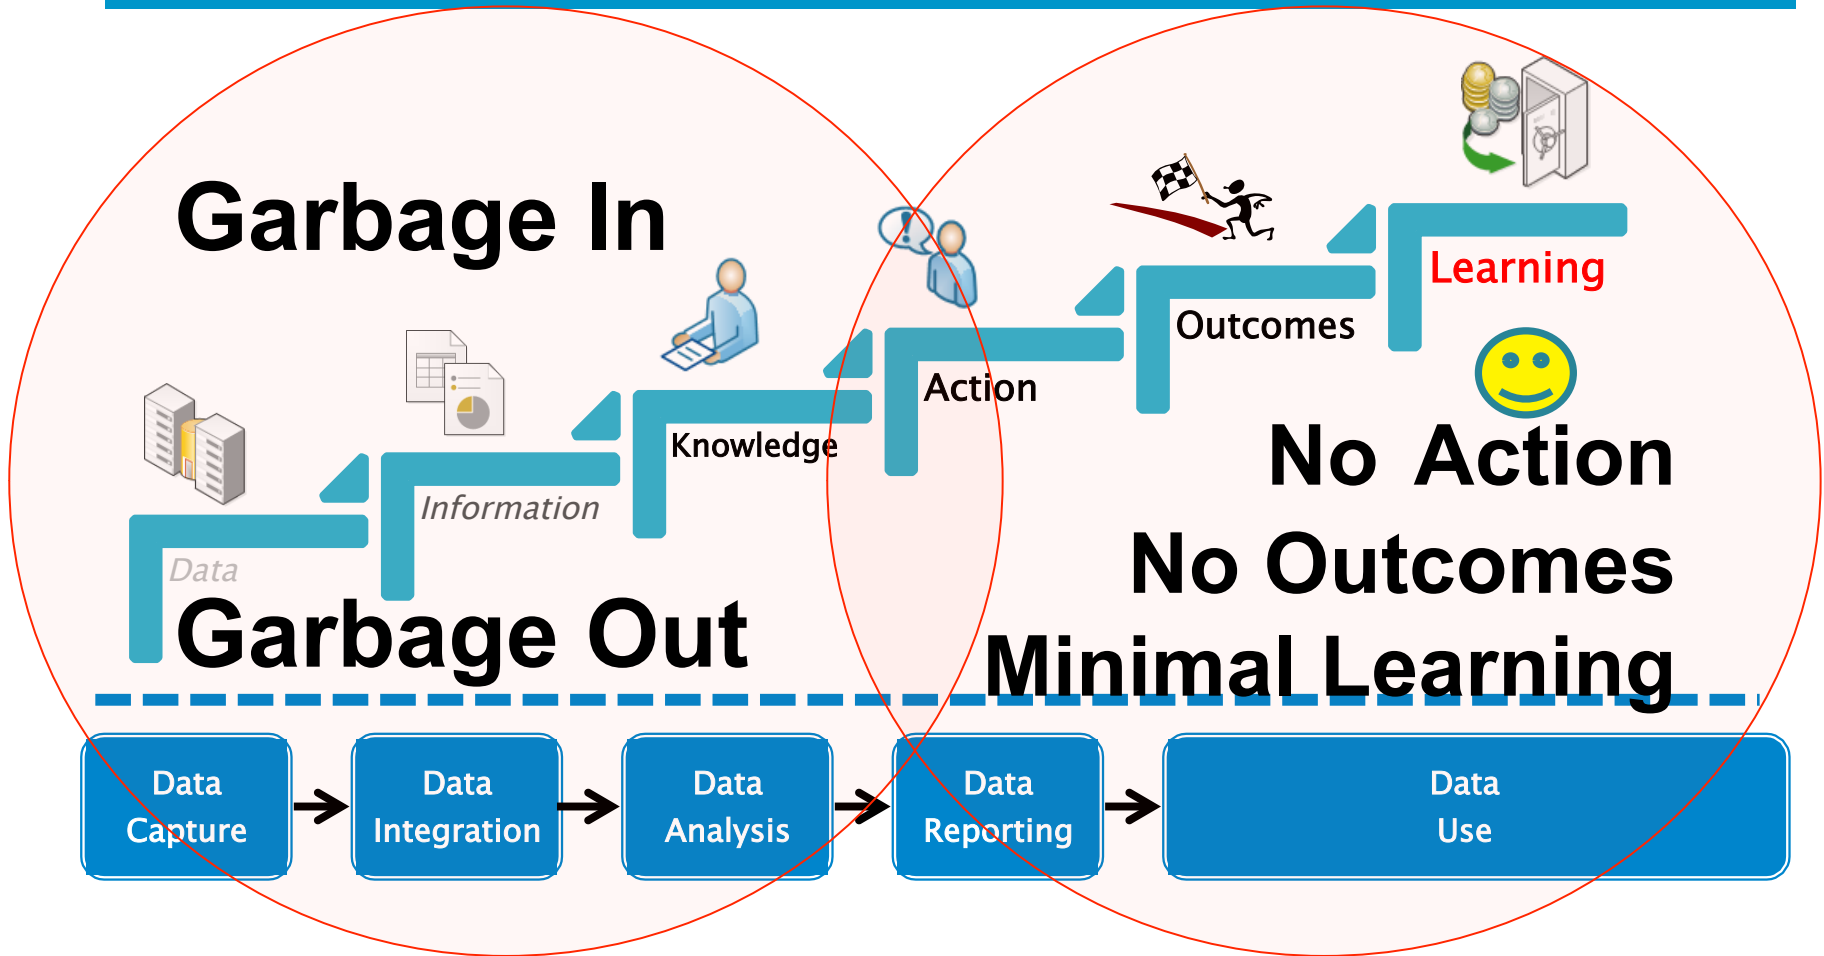 Garbage In
Learning
Outcomes
Action
Knowledge
Information
Data
Garbage Out
No Action
No Outcomes
Minimal Learning
Data
Capture
Data
Integration
Data
Analysis
Data
Reporting
Data
Use